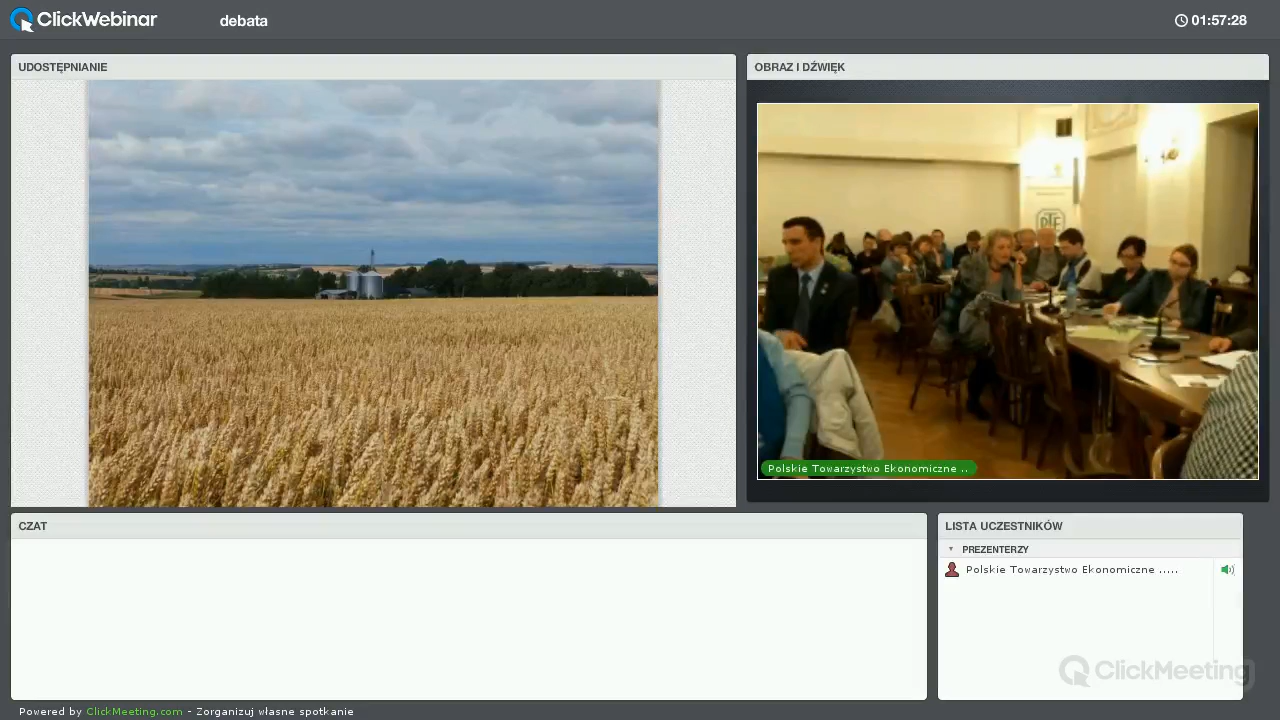 ClickWebinar
debata
01:57:28
UDOSTĘPNIANIE
OBRAZ I DŹWIĘK
PTE
Polskie Towarzystwo Ekonomiczne ..
CZAT
LISTA UCZESTNIKÓW
PREZENTERZY
Polskie Towarzystwo Ekonomiczne .....
ClickMeeting
Powered by ClickMeeting.com - Zorganizuj własne spotkanie